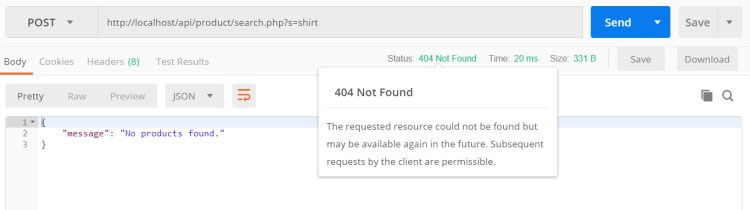 POST http://localhost/api/product/search.php?s=shirt Send Save
Body Cookies Headers (8) Test Results Status: 404 Not Found Time: 20 ms Size: 331 B Save Download
Pretty Raw Preview JSON
404 Not Found
The requested resource could not be found but
may be available again in the future. Subsequent
requests by the client are permissible.
1 {
2 "message": "No products found."
3 }